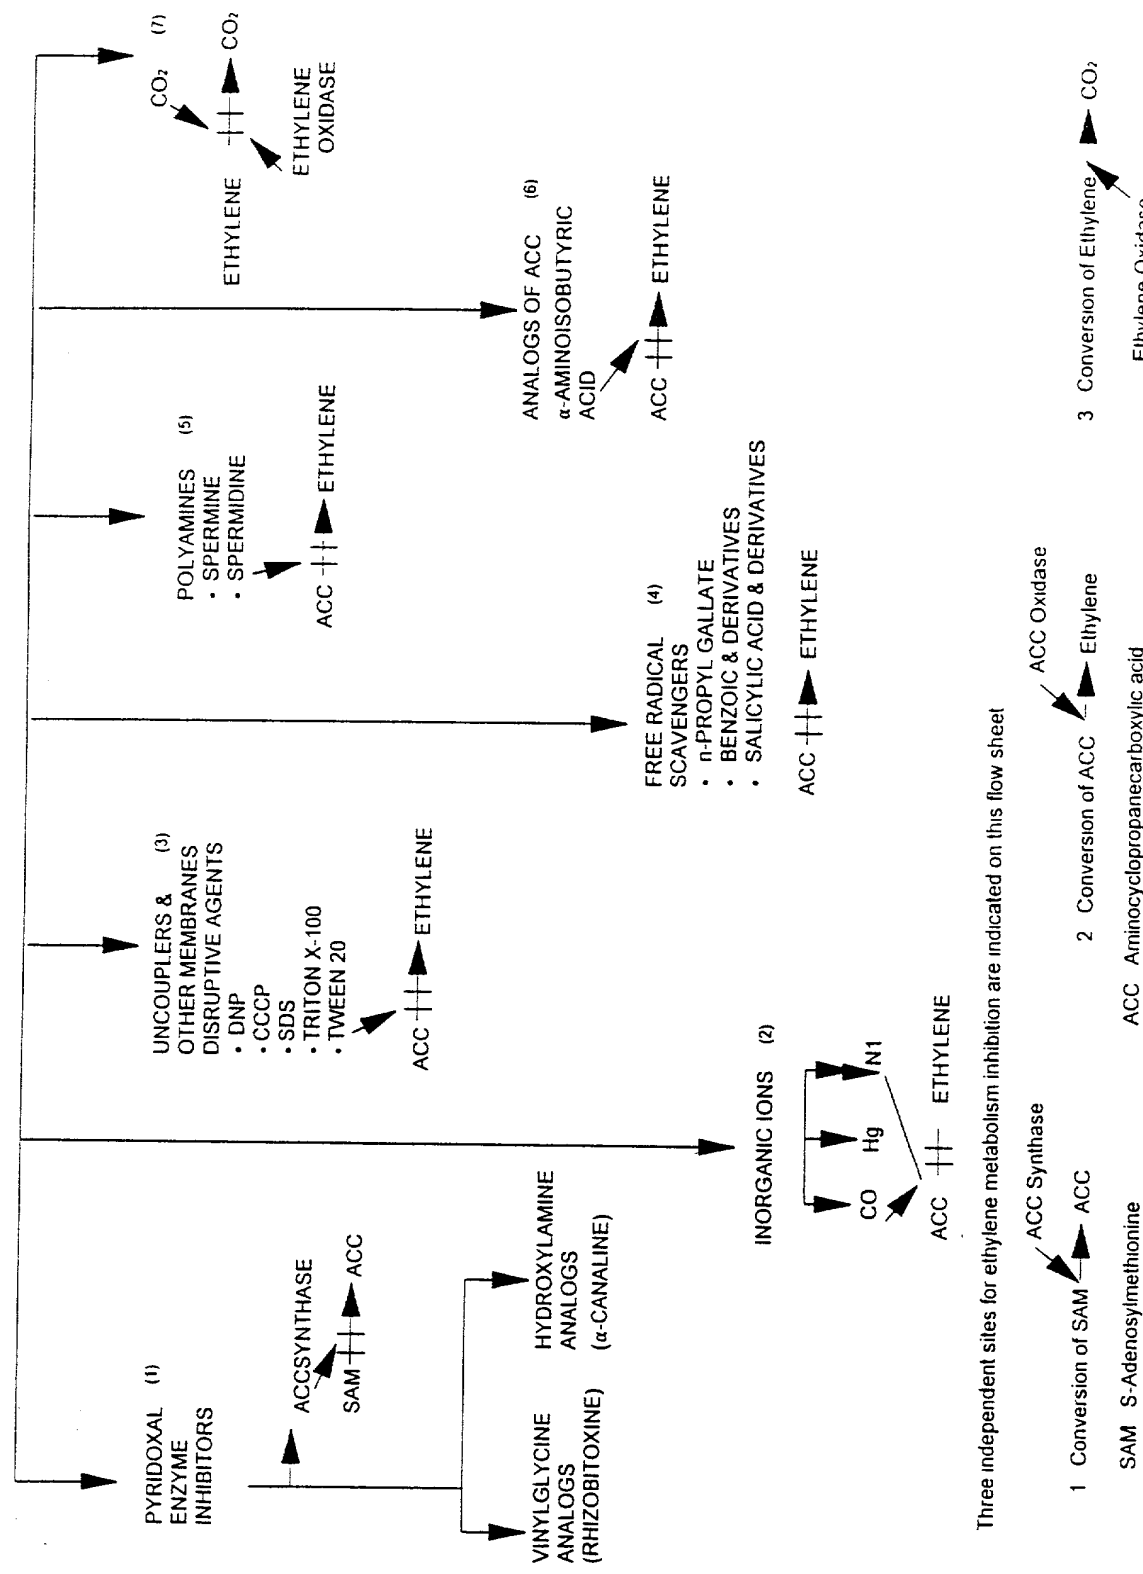 PYRIDOXAL (1)
ENZYME
INHIBITORS
ACCSYNTHASE
SAM ACC
VINYLGLYCINE
ANALOGS
(RHIZOBITOXINE)
HYDROXYLAMINE
ANALOGS
(α-CANALINE)
INORGANIC IONS (2)
CO Hg N1
ACC ETHYLENE
UNCOUPLERS & (3)
OTHER MEMBRANES
DISRUPTIVE AGENTS
• DNP
• CCCP
• SDS
• TRITON X-100
• TWEEN 20
ACC ETHYLENE
FREE RADICAL (4)
SCAVENGERS
• n-PROPYL GALLATE
• BENZOIC & DERIVATIVES
• SALICYLIC ACID & DERIVATIVES
ACC ETHYLENE
POLYAMINES (5)
• SPERMINE
• SPERMIDINE
ACC ETHYLENE
ANALOGS OF ACC (6)
α-AMINOISOBUTYRIC
ACID
ACC ETHYLENE
(7)
CO₂
ETHYLENE CO₂
ETHYLENE
OXIDASE
Three independent sites for ethylene metabolism inhibition are indicated on this flow sheet
ACC Synthase
1 Conversion of SAM ACC
ACC Oxidase
2 Conversion of ACC Ethylene
3 Conversion of Ethylene CO₂
Ethylene Oxidase
SAM S-Adenosylmethionine
ACC Aminocyclopropanecarboxylic acid